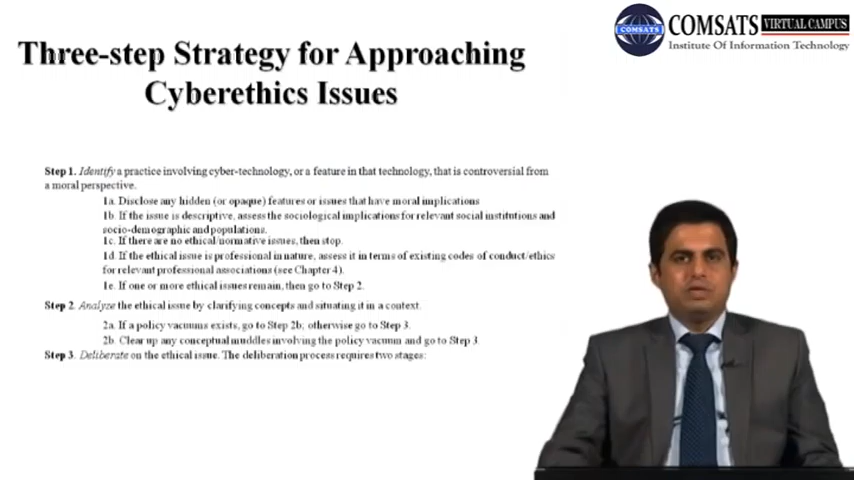 COMSATS VIRTUAL CAMPUS
COMSATS
Institute Of Information Technology
Three-step Strategy for Approaching
Cyberethics Issues
Step 1. Identify a practice involving cyber-technology, or a feature in that technology, that is controversial from
a moral perspective.
1a. Disclose any hidden (or opaque) features or issues that have moral implications
1b. If the issue is descriptive, assess the sociological implications for relevant social institutions and
socio-demographic and populations.
1c. If there are no ethical/normative issues, then stop.
1d. If the ethical issue is professional in nature, assess it in terms of existing codes of conduct/ethics
for relevant professional associations (see Chapter 4).
1e. If one or more ethical issues remain, then go to Step 2.
Step 2. Analyze the ethical issue by clarifying concepts and situating it in a context.
2a. If a policy vacuums exists, go to Step 2b; otherwise go to Step 3.
2b. Clear up any conceptual muddles involving the policy vacuum and go to Step 3.
Step 3. Deliberate on the ethical issue. The deliberation process requires two stages: